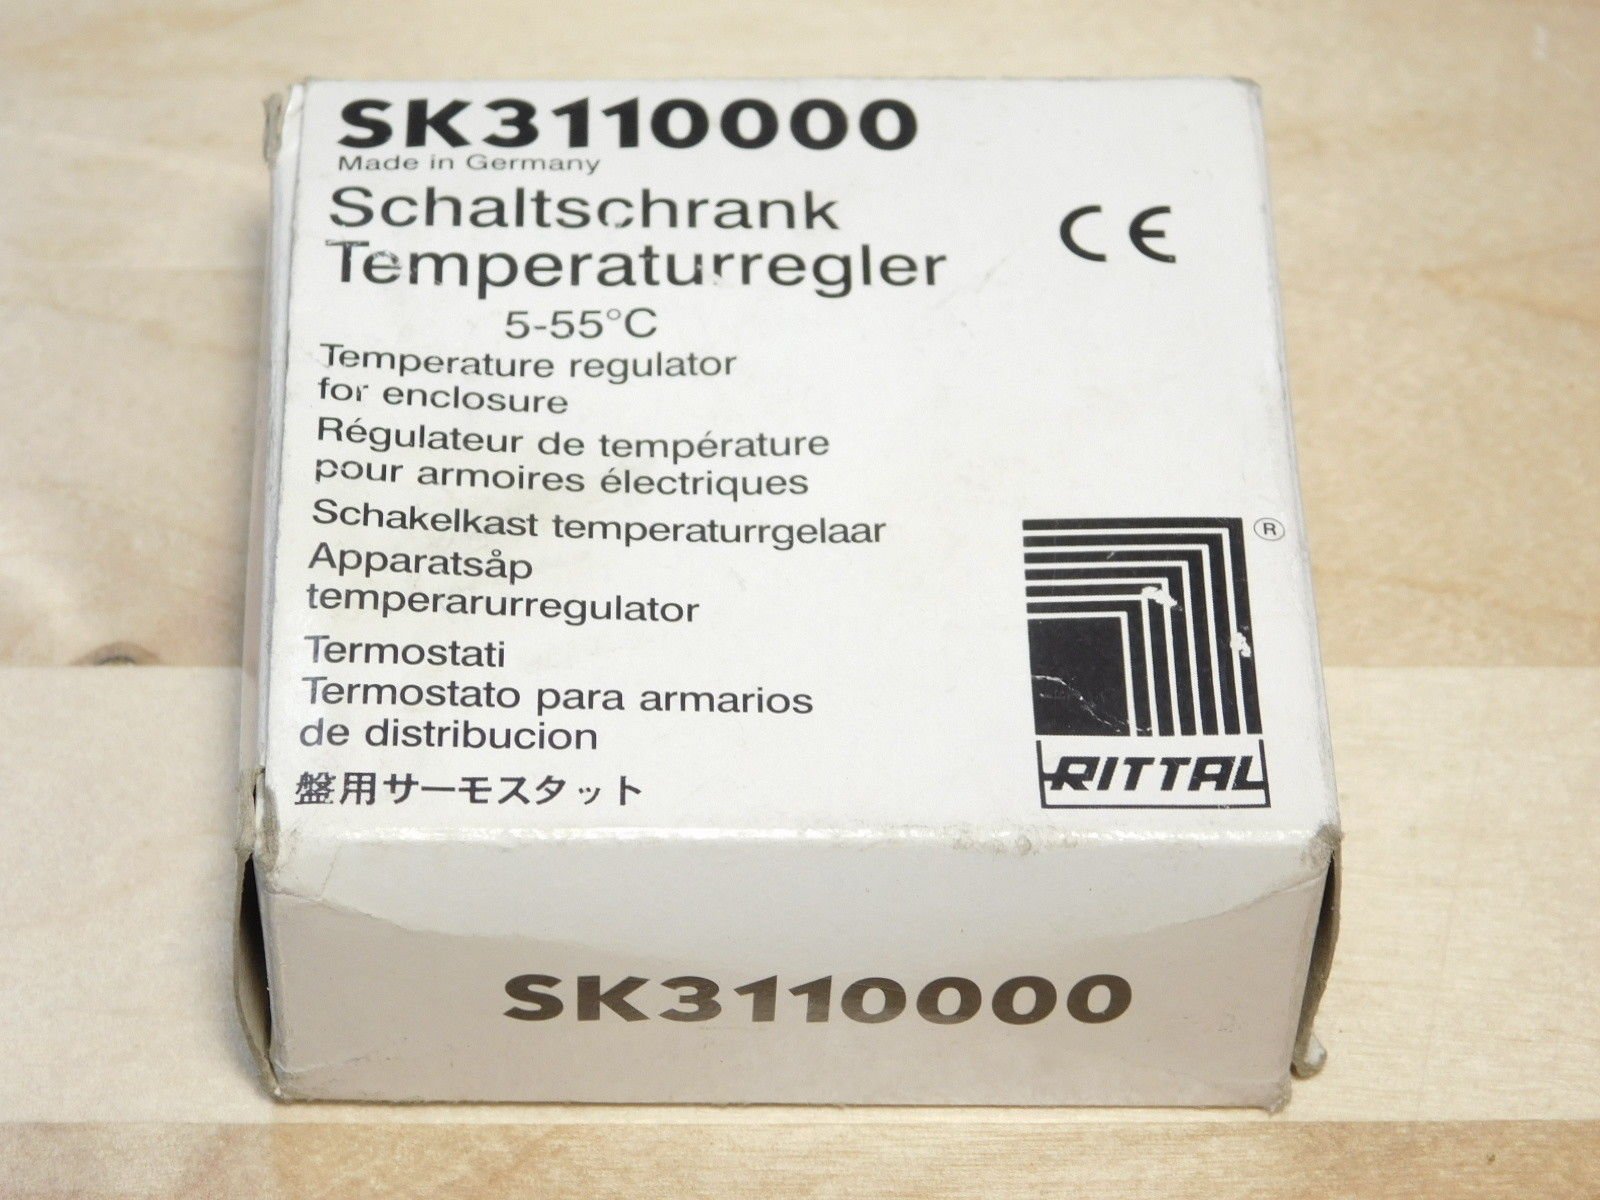 SK3110000
Made in Germany
Schaltschrank
Temperaturregler
5-55°C
Temperature regulator
for enclosure
Régulateur de température
pour armoires électriques
Schakelkast temperaturrgelaar
Apparatsåp
temperarurregulator
Termostati
Termostato para armarios
de distribucion
盤用サーモスタット
CE
®
RITTAL
SK3110000